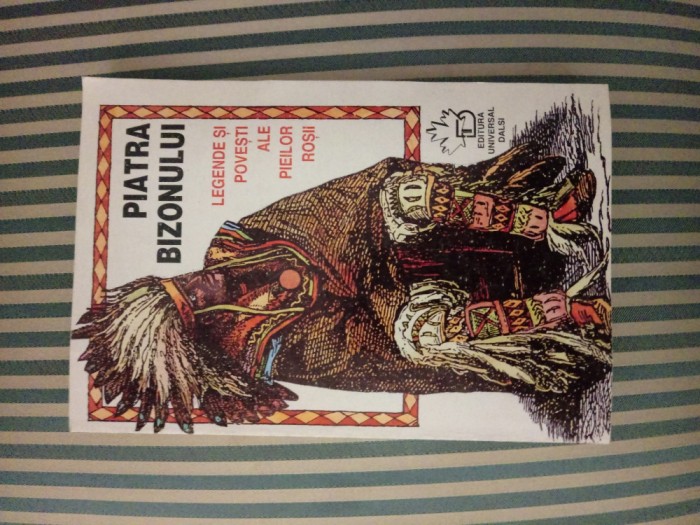 PIATRA
BIZONULUI
LEGENDE ȘI
POVEȘTI
ALE
PIEILOR
ROȘII
EDITURA
UNIVERSAL
DALSI